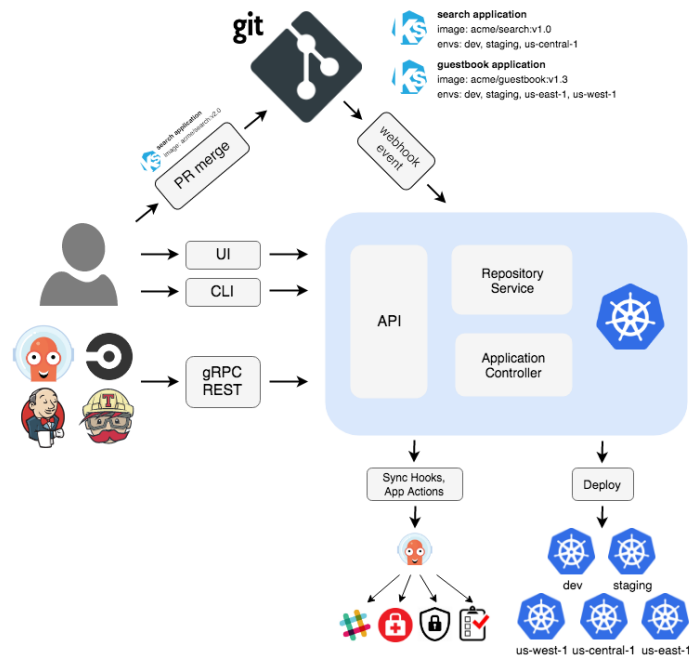 git
search application
image: acme/search:v1.0
envs: dev, staging, us-central-1
guestbook application
image: acme/guestbook:v1.3
envs: dev, staging, us-east-1, us-west-1
KS
KS
KS
search application
image: acme/search:v2.0
PR merge
webhook
event
UI
CLI
gRPC
REST
API
Repository
Service
Application
Controller
T
Sync Hooks,
App Actions
Deploy
dev
staging
us-west-1
us-central-1
us-east-1